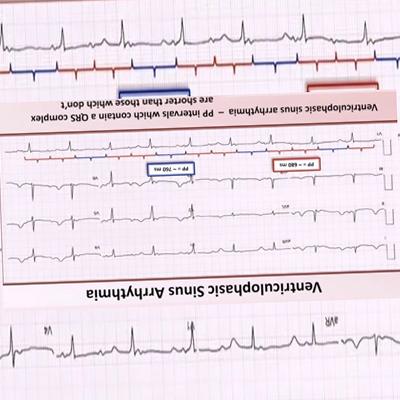 aVR V1 V4
Ventriculophasic Sinus Arrhythmia
PP = ~ 680 ms PP = ~ 760 ms
Ventriculophasic sinus arrhythmia – PP intervals which contain a QRS complex
are shorter than those which don't